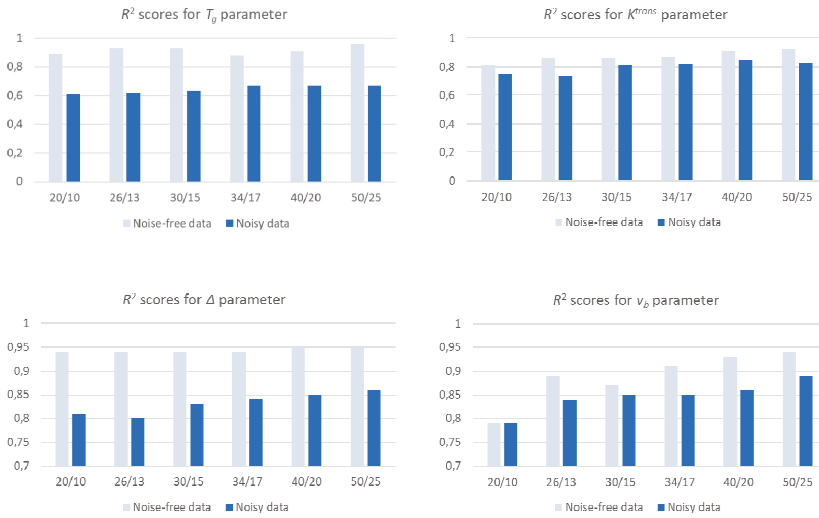 R² scores for Tg parameter
1
0,8
0,6
0,4
0,2
0
20/10 26/13 30/15 34/17 40/20 50/25
Noise-free data Noisy data
R² scores for Ktrans parameter
1
0,8
0,6
0,4
0,2
0
20/10 26/13 30/15 34/17 40/20 50/25
Noise-free data Noisy data
R² scores for Δ parameter
1
0,95
0,9
0,85
0,8
0,75
0,7
20/10 26/13 30/15 34/17 40/20 50/25
Noise-free data Noisy data
R² scores for vb parameter
1
0,95
0,9
0,85
0,8
0,75
0,7
20/10 26/13 30/15 34/17 40/20 50/25
Noise-free data Noisy data